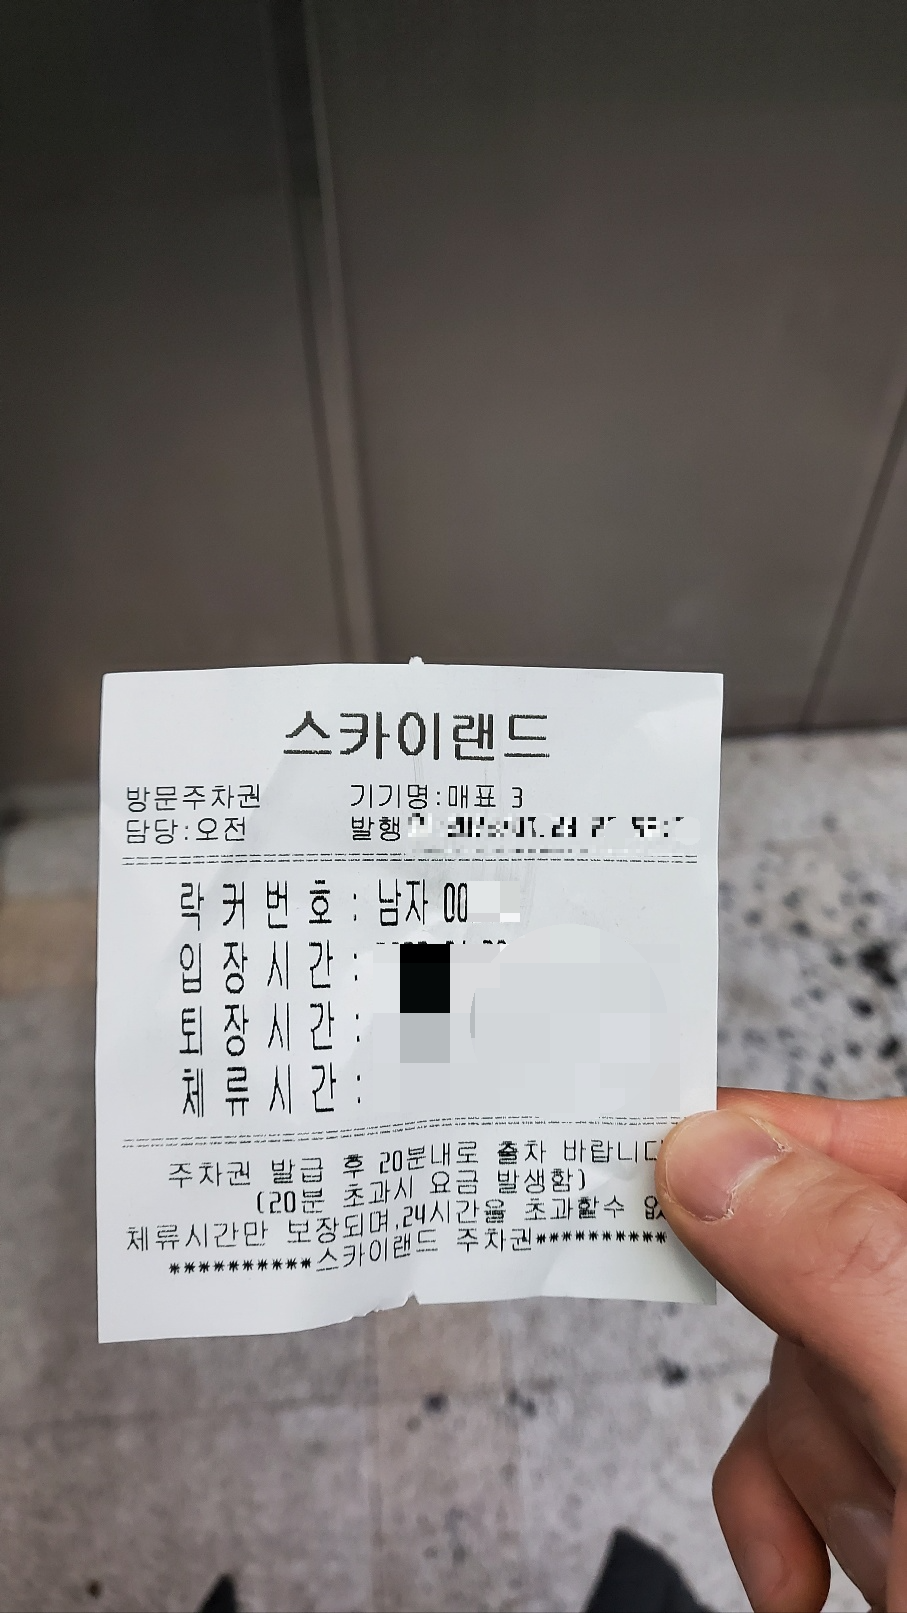 스카이랜드
방문주차권 기기명:매표 3
담당:오전 발행
락커번호: 남자 00
입장시간:
퇴장시간:
체류시간:
주차권 발급 후 20분내로 출차 바랍니다
(20분 초과시 요금 발생함)
체류시간만 보장되며,24시간을 초과할수
**********스카이랜드 주차권**********